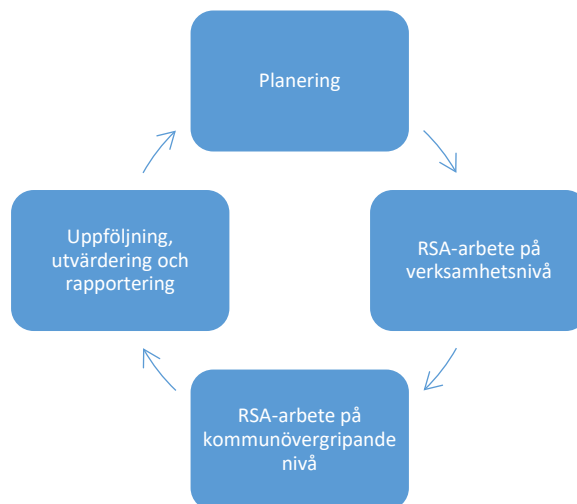 Planering
RSA-arbete på
verksamhetsnivå
RSA-arbete på
kommunövergripande
nivå
Uppföljning,
utvärdering och
rapportering